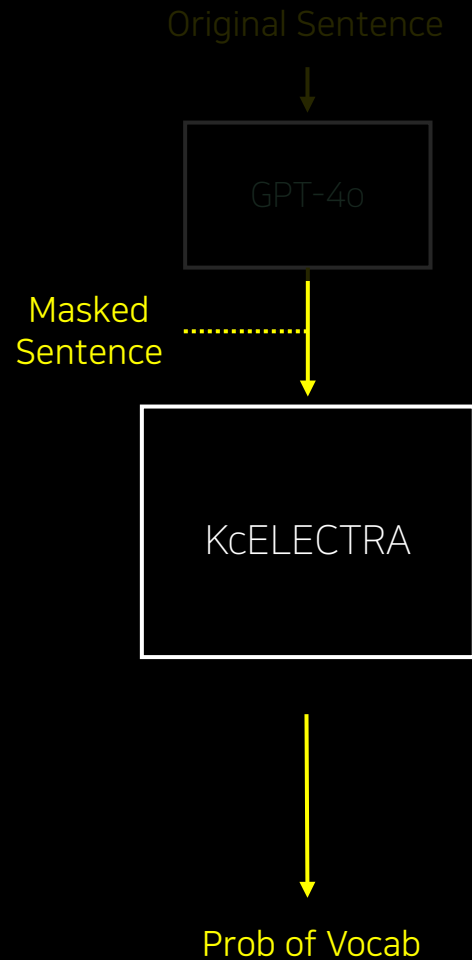 Original Sentence
GPT-4o
Masked
Sentence
KcELECTRA
Prob of Vocab